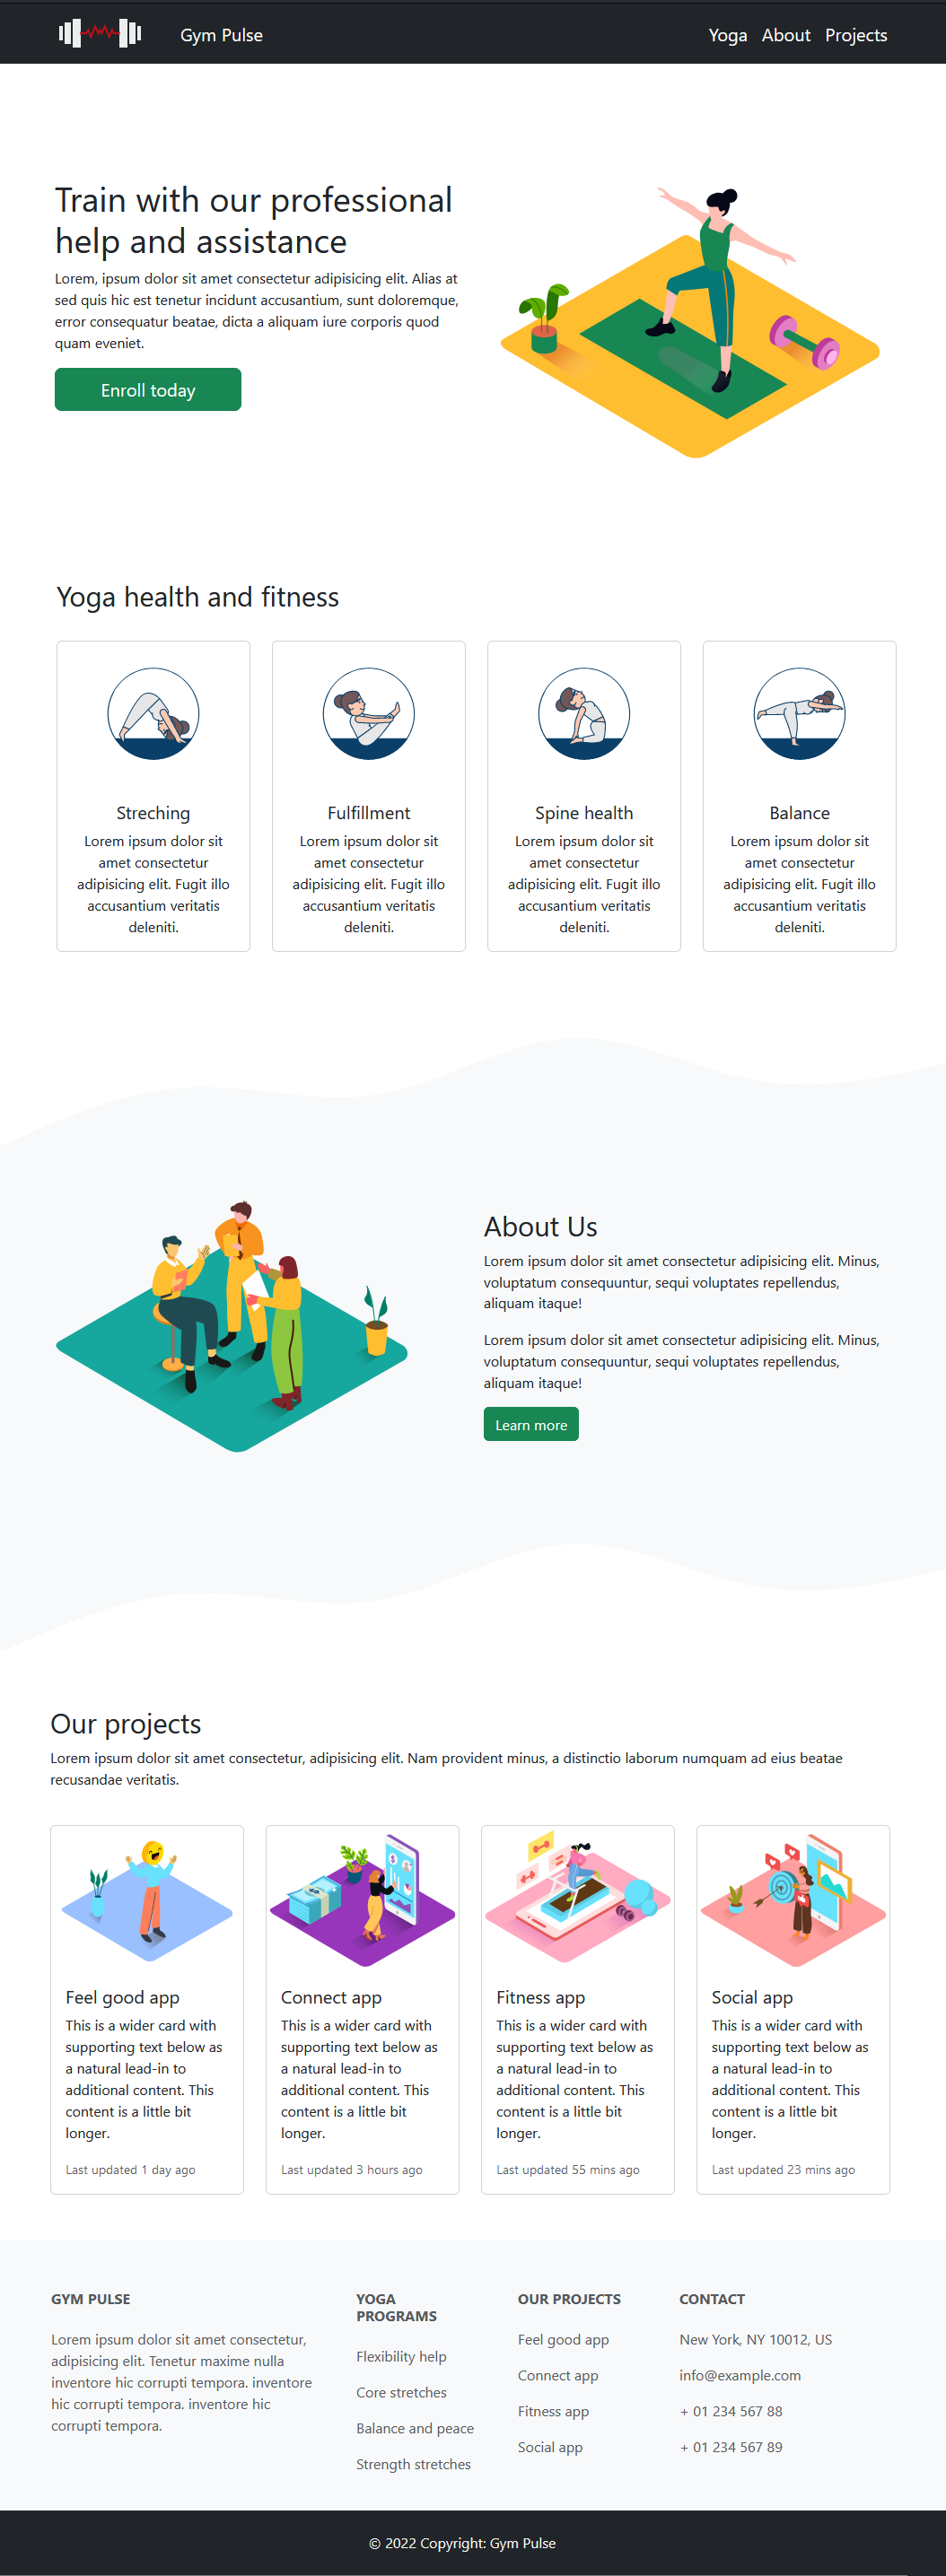 Gym Pulse
Yoga About Projects
Train with our professional
help and assistance
Lorem, ipsum dolor sit amet consectetur adipisicing elit. Alias at
sed quis hic est tenetur incidunt accusantium, sunt doloremque,
error consequatur beatae, dicta a aliquam iure corporis quod
quam eveniet.
Enroll today
Yoga health and fitness
Streching
Lorem ipsum dolor sit
amet consectetur
adipisicing elit. Fugit illo
accusantium veritatis
deleniti.
Fulfillment
Lorem ipsum dolor sit
amet consectetur
adipisicing elit. Fugit illo
accusantium veritatis
deleniti.
Spine health
Lorem ipsum dolor sit
amet consectetur
adipisicing elit. Fugit illo
accusantium veritatis
deleniti.
Balance
Lorem ipsum dolor sit
amet consectetur
adipisicing elit. Fugit illo
accusantium veritatis
deleniti.
About Us
Lorem ipsum dolor sit amet consectetur adipisicing elit. Minus,
voluptatum consequuntur, sequi voluptates repellendus,
aliquam itaque!
Lorem ipsum dolor sit amet consectetur adipisicing elit. Minus,
voluptatum consequuntur, sequi voluptates repellendus,
aliquam itaque!
Learn more
Our projects
Lorem ipsum dolor sit amet consectetur, adipisicing elit. Nam provident minus, a distinctio laborum numquam ad eius beatae
recusandae veritatis.
Feel good app
This is a wider card with
supporting text below as
a natural lead-in to
additional content. This
content is a little bit
longer.
Last updated 1 day ago
Connect app
This is a wider card with
supporting text below as
a natural lead-in to
additional content. This
content is a little bit
longer.
Last updated 3 hours ago
Fitness app
This is a wider card with
supporting text below as
a natural lead-in to
additional content. This
content is a little bit
longer.
Last updated 55 mins ago
Social app
This is a wider card with
supporting text below as
a natural lead-in to
additional content. This
content is a little bit
longer.
Last updated 23 mins ago
GYM PULSE
Lorem ipsum dolor sit amet consectetur,
adipisicing elit. Tenetur maxime nulla
inventore hic corrupti tempora. inventore
hic corrupti tempora. inventore hic
corrupti tempora.
YOGA
PROGRAMS
Flexibility help
Core stretches
Balance and peace
Strength stretches
OUR PROJECTS
Feel good app
Connect app
Fitness app
Social app
CONTACT
New York, NY 10012, US
info@example.com
+ 01 234 567 88
+ 01 234 567 89
© 2022 Copyright: Gym Pulse